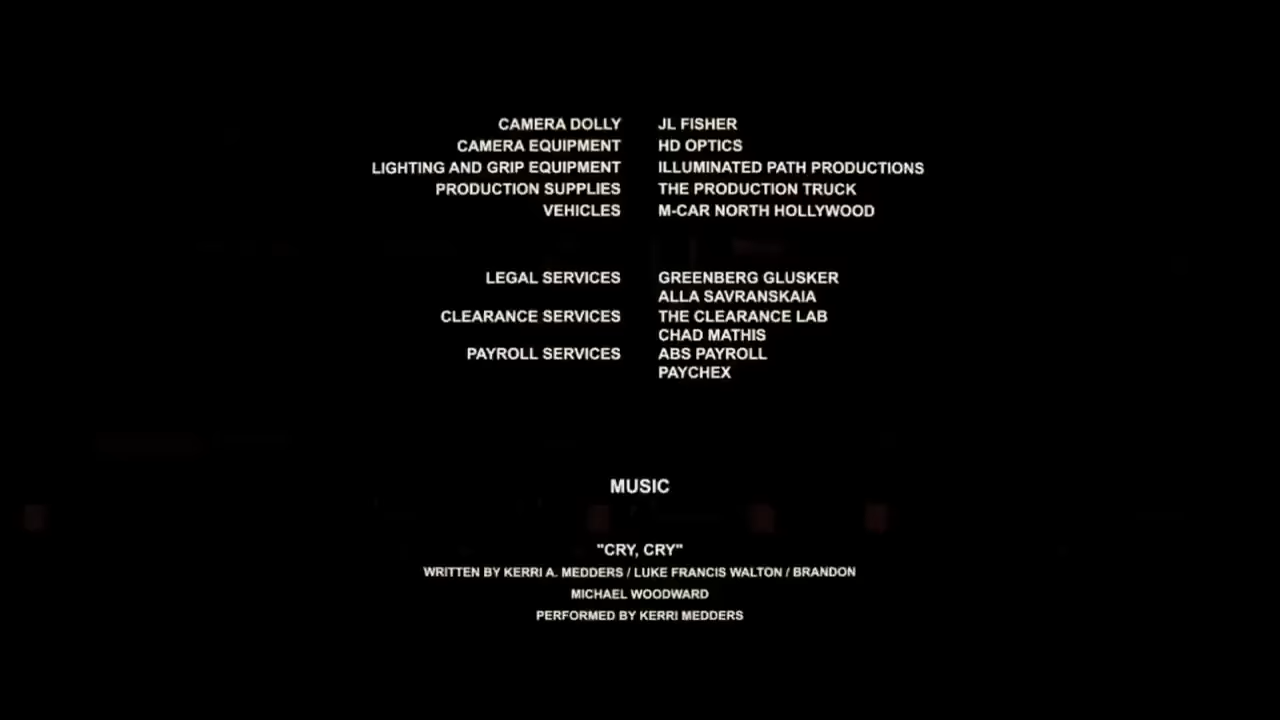 CAMERA DOLLY JL FISHER
CAMERA EQUIPMENT HD OPTICS
LIGHTING AND GRIP EQUIPMENT ILLUMINATED PATH PRODUCTIONS
PRODUCTION SUPPLIES THE PRODUCTION TRUCK
VEHICLES M-CAR NORTH HOLLYWOOD
LEGAL SERVICES GREENBERG GLUSKER
ALLA SAVRANSKAIA
CLEARANCE SERVICES THE CLEARANCE LAB
CHAD MATHIS
PAYROLL SERVICES ABS PAYROLL
PAYCHEX
MUSIC
"CRY, CRY"
WRITTEN BY KERRI A. MEDDERS / LUKE FRANCIS WALTON / BRANDON
MICHAEL WOODWARD
PERFORMED BY KERRI MEDDERS